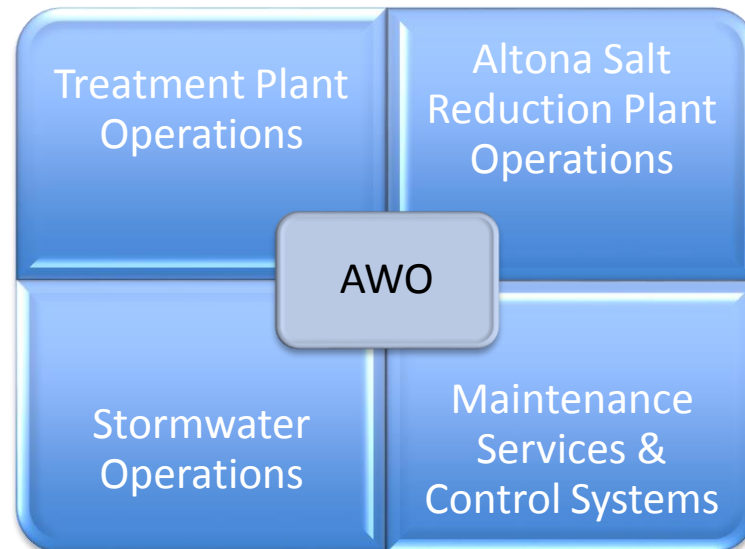 Treatment Plant
Operations
Altona Salt
Reduction Plant
Operations
AWO
Stormwater
Operations
Maintenance
Services &
Control Systems